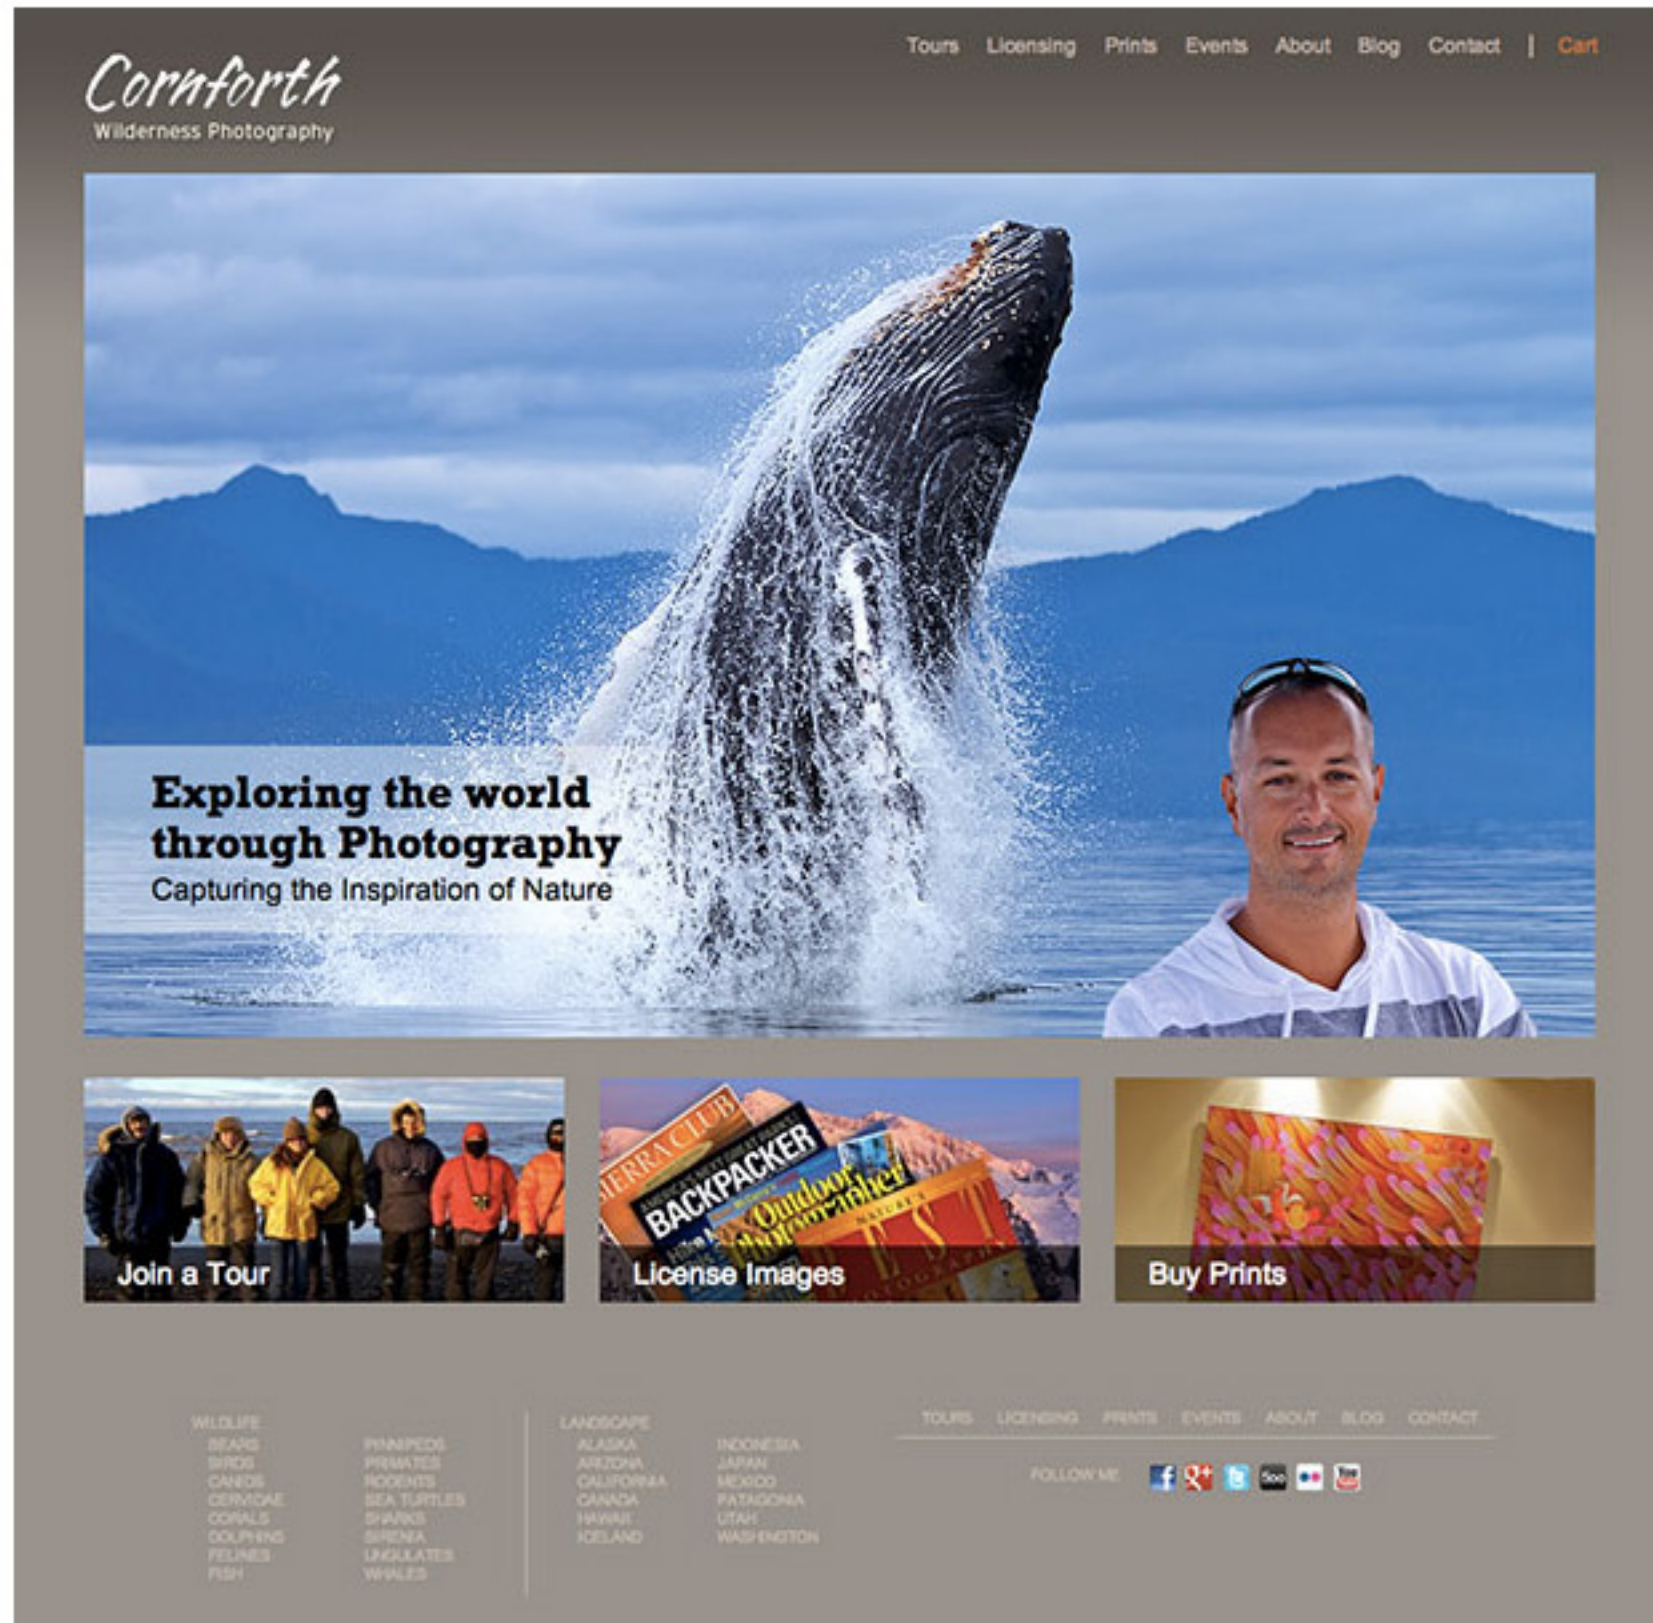 Cornforth
Wilderness Photography
Tours Licensing Prints Events About Blog Contact | Cart
Exploring the world
through Photography
Capturing the Inspiration of Nature
SIERRA CLUB
BACKPACKER
Outdoor
Photographer
NATURE'S
BEST
PHOTOGRAPHY
Join a Tour
License Images
Buy Prints
WILDLIFE
BEARS
BIRDS
CANIDS
CERVIDAE
CORALS
DOLPHINS
FELINES
FISH
PINNIPEDS
PRIMATES
RODENTS
SEA TURTLES
SHARKS
SIRENIA
UNGULATES
WHALES
LANDSCAPE
ALASKA
ARIZONA
CALIFORNIA
CANADA
HAWAII
ICELAND
INDONESIA
JAPAN
MEXICO
PATAGONIA
UTAH
WASHINGTON
TOURS LICENSING PRINTS EVENTS ABOUT BLOG CONTACT
FOLLOW ME